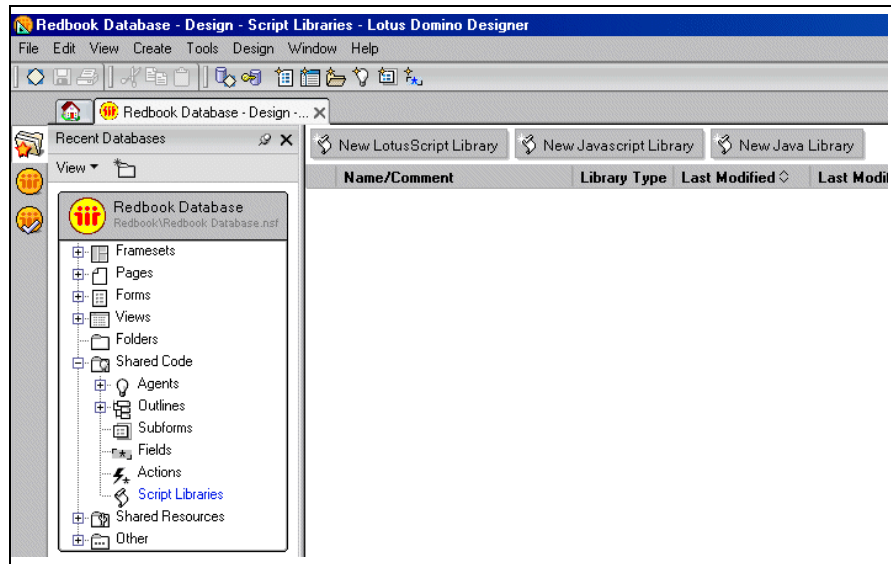 Redbook Database - Design - Script Libraries - Lotus Domino Designer
File Edit View Create Tools Design Window Help
Redbook Database - Design -...
Recent Databases
New LotusScript Library New Javascript Library New Java Library
View
Name/Comment Library Type Last Modified Last Modif
Redbook Database
Redbook\Redbook Database.nsf
Framesets
Pages
Forms
Views
Folders
Shared Code
Agents
Outlines
Subforms
Fields
Actions
Script Libraries
Shared Resources
Other